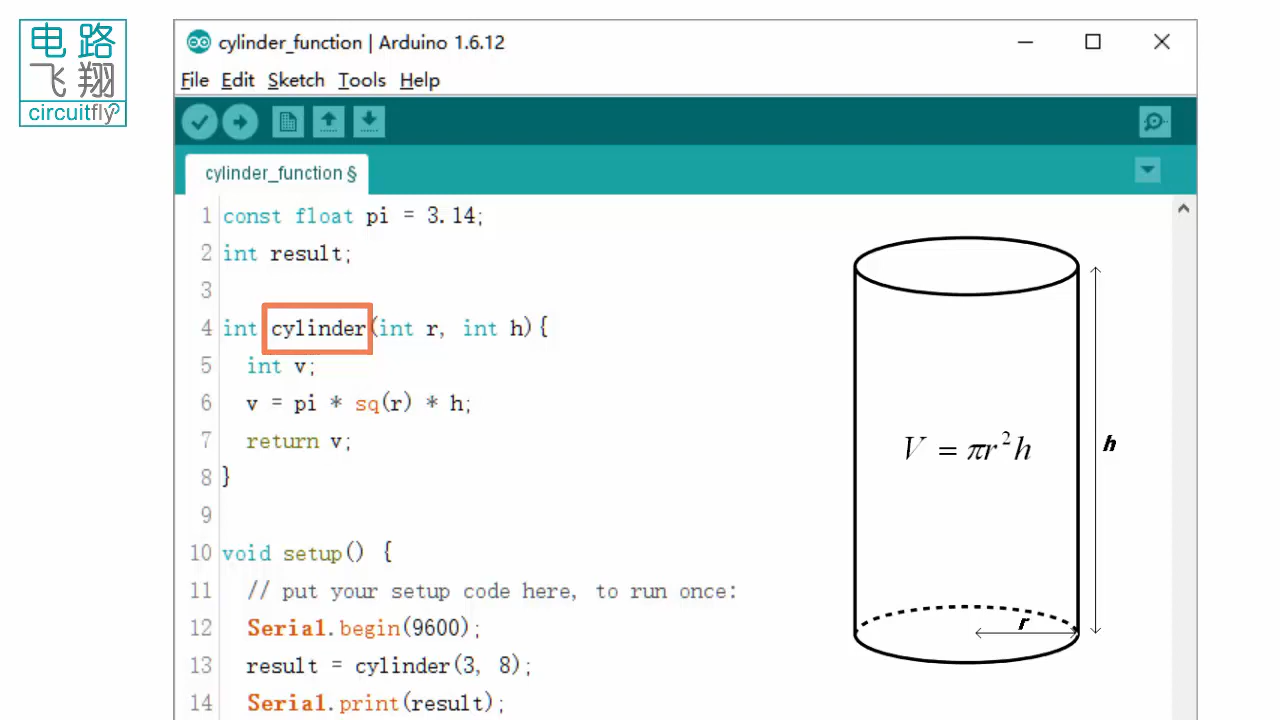 电路
飞翔
circuitfly
cylinder_function | Arduino 1.6.12
File Edit Sketch Tools Help
cylinder_function §
1 const float pi = 3.14;
2 int result;
3
4 int cylinder(int r, int h){
5 int v;
6 v = pi * sq(r) * h;
7 return v;
8 }
9
10 void setup() {
11 // put your setup code here, to run once:
12 Serial.begin(9600);
13 result = cylinder(3, 8);
14 Serial.print(result);
V = πr²h
h
r